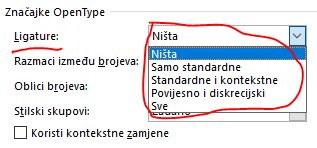 Značajke OpenType
Ligature: Ništa
Ništa
Samo standardne
Standardne i kontekstne
Povijesno i diskrecijski
Sve
Razmaci između brojeva:
Oblici brojeva:
Stilski skupovi:
Koristi kontekstne zamjene